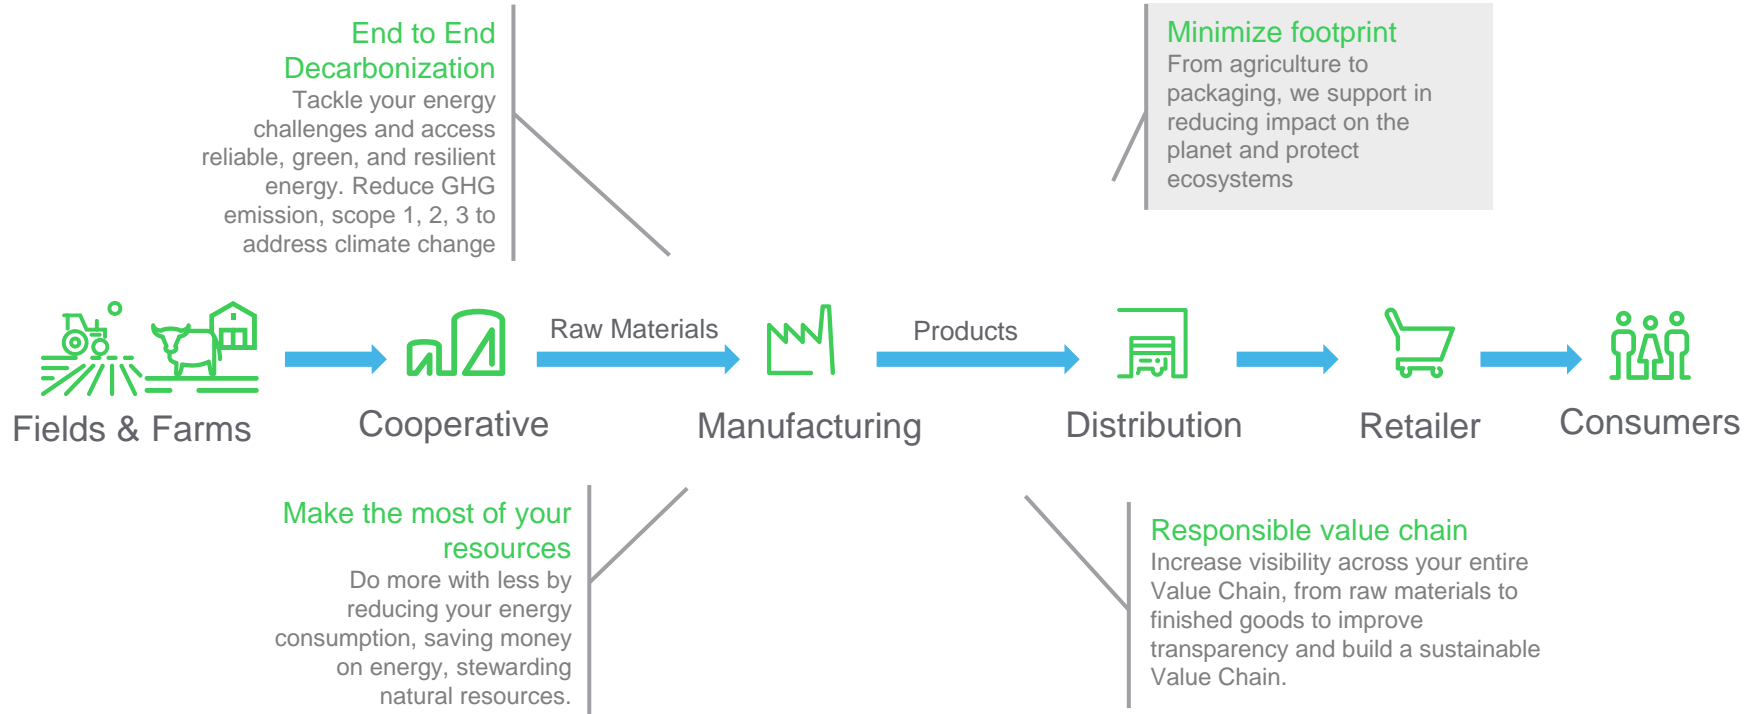 End to End
Decarbonization
Tackle your energy
challenges and access
reliable, green, and resilient
energy. Reduce GHG
emission, scope 1, 2, 3 to
address climate change
Minimize footprint
From agriculture to
packaging, we support in
reducing impact on the
planet and protect
ecosystems
Raw Materials
Products
Fields & Farms
Cooperative
Manufacturing
Distribution
Retailer
Consumers
Make the most of your
resources
Do more with less by
reducing your energy
consumption, saving money
on energy, stewarding
natural resources.
Responsible value chain
Increase visibility across your entire
Value Chain, from raw materials to
finished goods to improve
transparency and build a sustainable
Value Chain.